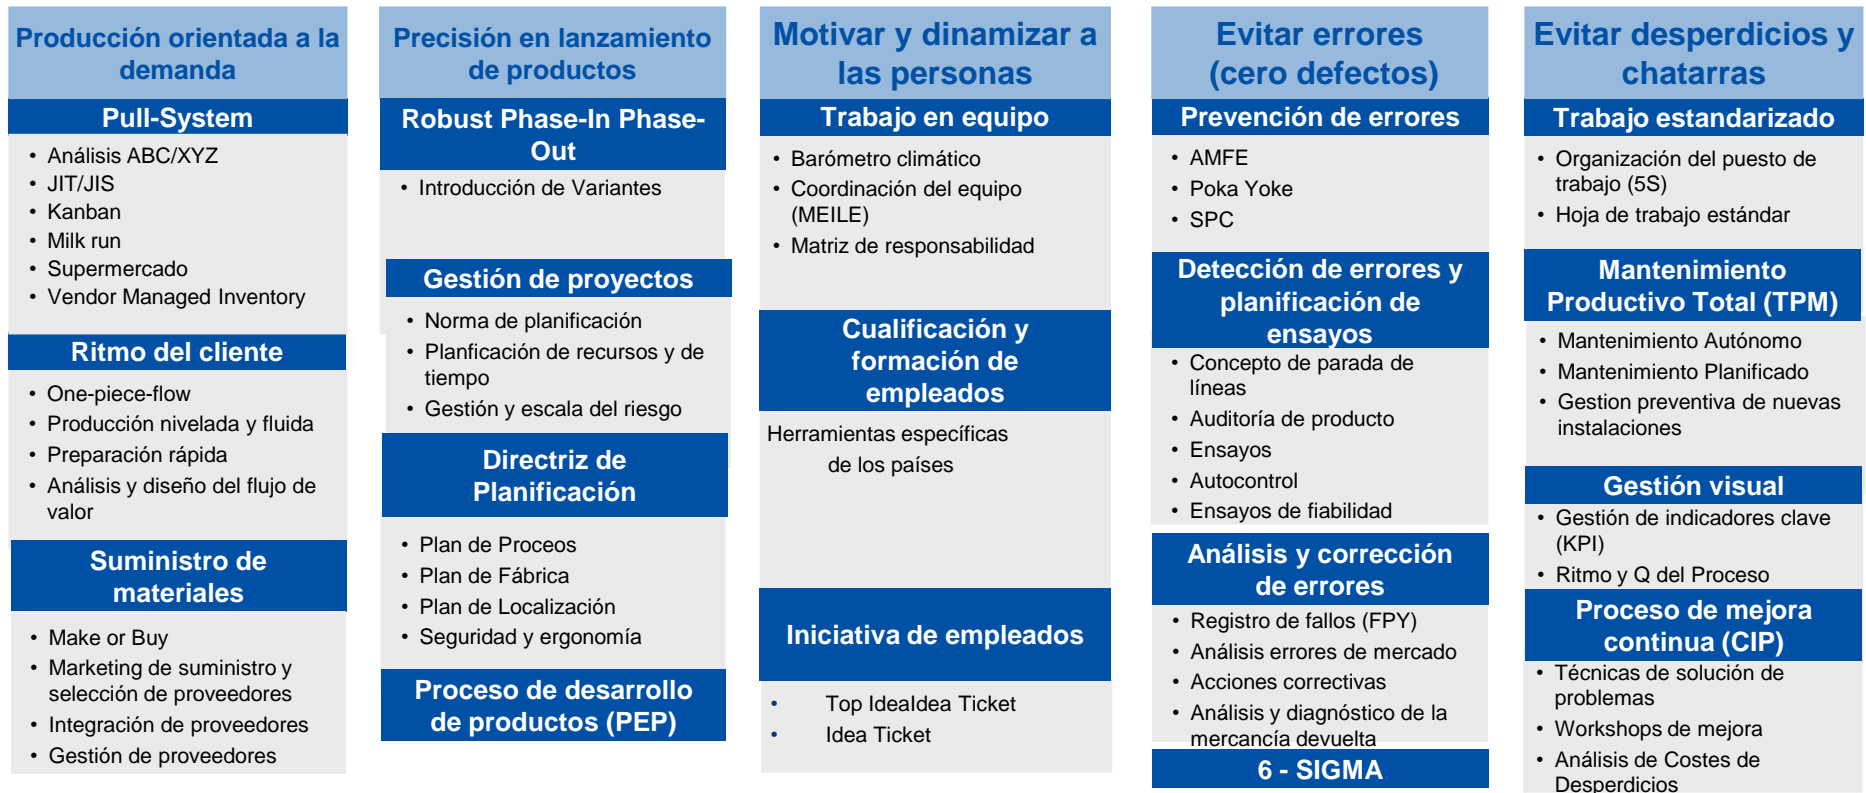 Producción orientada a la
demanda
Pull-System
• Análisis ABC/XYZ
• JIT/JIS
• Kanban
• Milk run
• Supermercado
• Vendor Managed Inventory
Ritmo del cliente
• One-piece-flow
• Producción nivelada y fluida
• Preparación rápida
• Análisis y diseño del flujo de
valor
Suministro de
materiales
• Make or Buy
• Marketing de suministro y
selección de proveedores
• Integración de proveedores
• Gestión de proveedores
Precisión en lanzamiento
de productos
Robust Phase-In Phase-
Out
• Introducción de Variantes
Gestión de proyectos
• Norma de planificación
• Planficación de recursos y de
tiempo
• Gestión y escala del riesgo
Directriz de
Planificación
• Plan de Proceos
• Plan de Fábrica
• Plan de Localización
• Seguridad y ergonomía
Proceso de desarrollo
de productos (PEP)
Motivar y dinamizar a
las personas
Trabajo en equipo
• Barómetro climático
• Coordinación del equipo
(MEILE)
• Matriz de responsabilidad
Cualificación y
formación de
empleados
Herramientas específicas
de los países
Iniciativa de empleados
• Top IdeaIdea Ticket
• Idea Ticket
Evitar errores
(cero defectos)
Prevención de errores
• AMFE
• Poka Yoke
• SPC
Detección de errores y
planificación de
ensayos
• Concepto de parada de
líneas
• Auditoría de producto
• Ensayos
• Autocontrol
• Ensayos de fiabilidad
Análisis y corrección
de errores
• Registro de fallos (FPY)
• Análisis errores de mercado
• Acciones correctivas
• Análisis y diagnóstico de la
mercancía devuelta
6 - SIGMA
Evitar desperdicios y
chatarras
Trabajo estandarizado
• Organización del puesto de
trabajo (5S)
• Hoja de trabajo estándar
Mantenimiento
Productivo Total (TPM)
• Mantenimiento Autónomo
• Mantenimiento Planificado
• Gestion preventiva de nuevas
instalaciones
Gestión visual
• Gestión de indicadores clave
(KPI)
• Ritmo y Q del Proceso
Proceso de mejora
continua (CIP)
• Técnicas de solución de
problemas
• Workshops de mejora
• Análisis de Costes de
Desperdicios